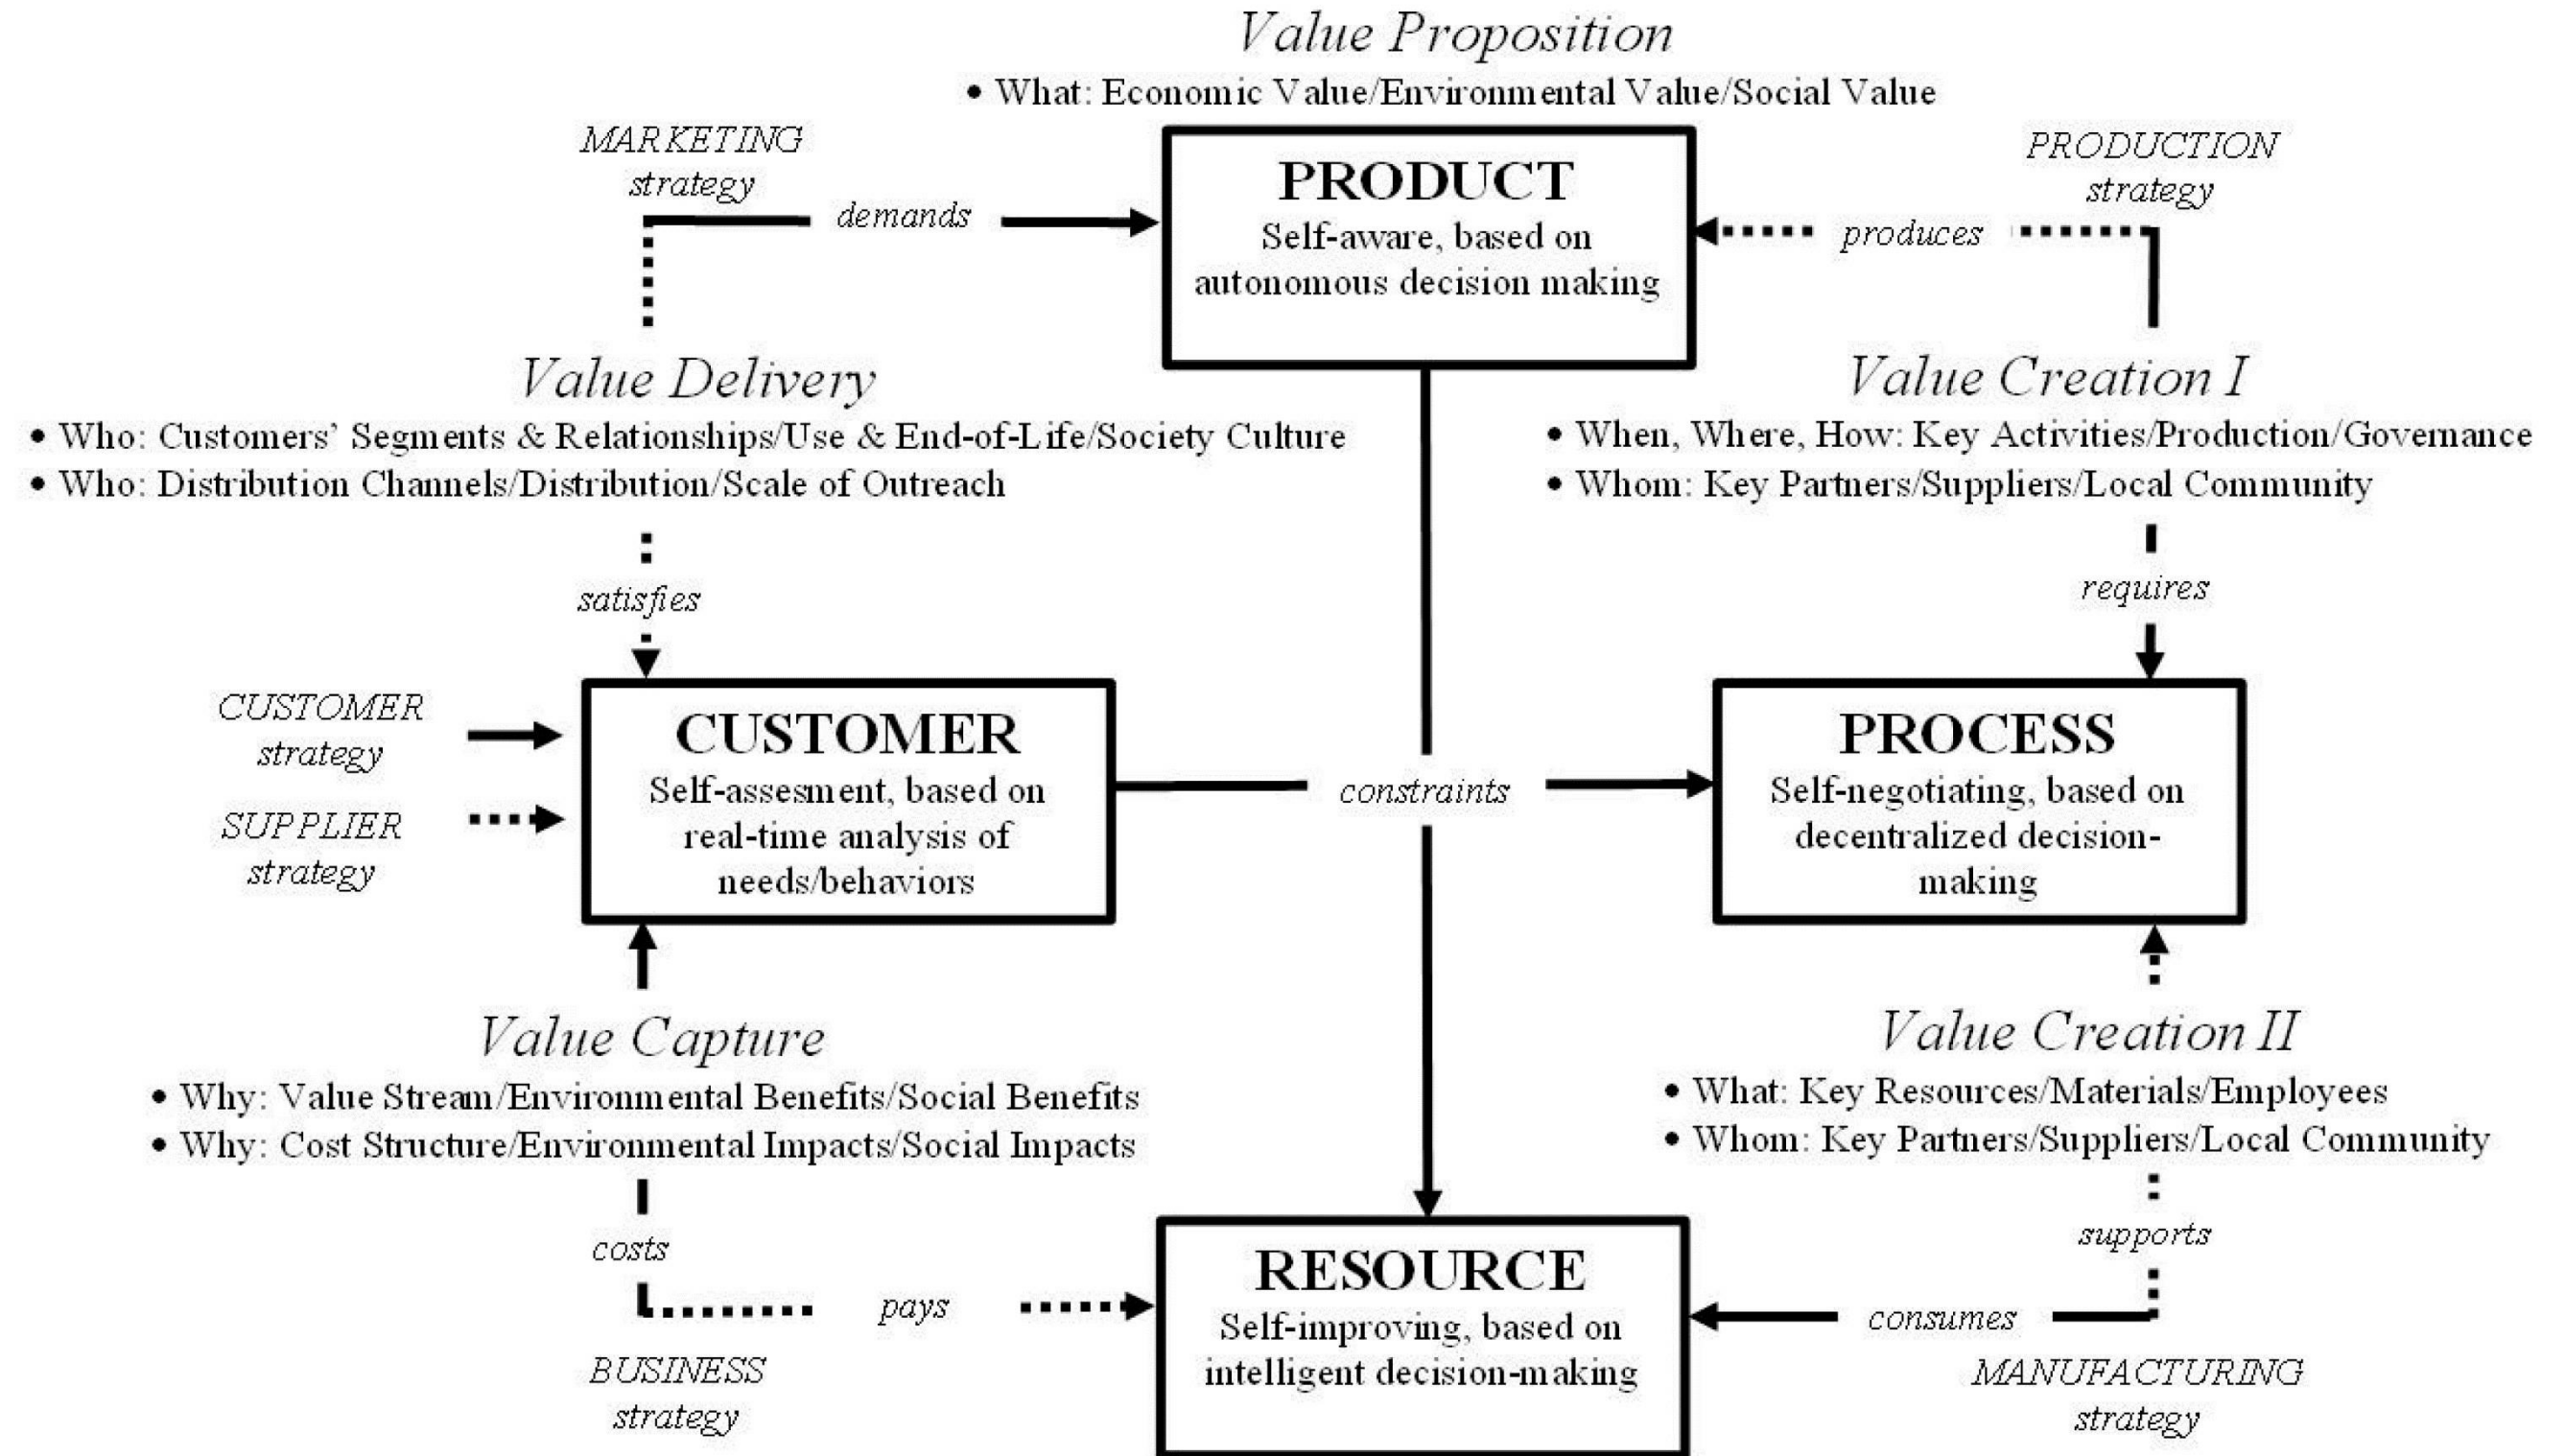 Value Proposition
• What: Economic Value/Environmental Value/Social Value
MARKETING
strategy
demands
PRODUCT
Self-aware, based on
autonomous decision making
PRODUCTION
strategy
produces
Value Delivery
• Who: Customers’ Segments & Relationships/Use & End-of-Life/Society Culture
• Who: Distribution Channels/Distribution/Scale of Outreach
satisfies
Value Creation I
• When, Where, How: Key Activities/Production/Governance
• Whom: Key Partners/Suppliers/Local Community
requires
CUSTOMER
strategy
SUPPLIER
strategy
CUSTOMER
Self-assesment, based on
real-time analysis of
needs/behaviors
constraints
PROCESS
Self-negotiating, based on
decentralized decision-
making
Value Capture
• Why: Value Stream/Environmental Benefits/Social Benefits
• Why: Cost Structure/Environmental Impacts/Social Impacts
costs
pays
BUSINESS
strategy
Value Creation II
• What: Key Resources/Materials/Employees
• Whom: Key Partners/Suppliers/Local Community
supports
consumes
MANUFACTURING
strategy
RESOURCE
Self-improving, based on
intelligent decision-making